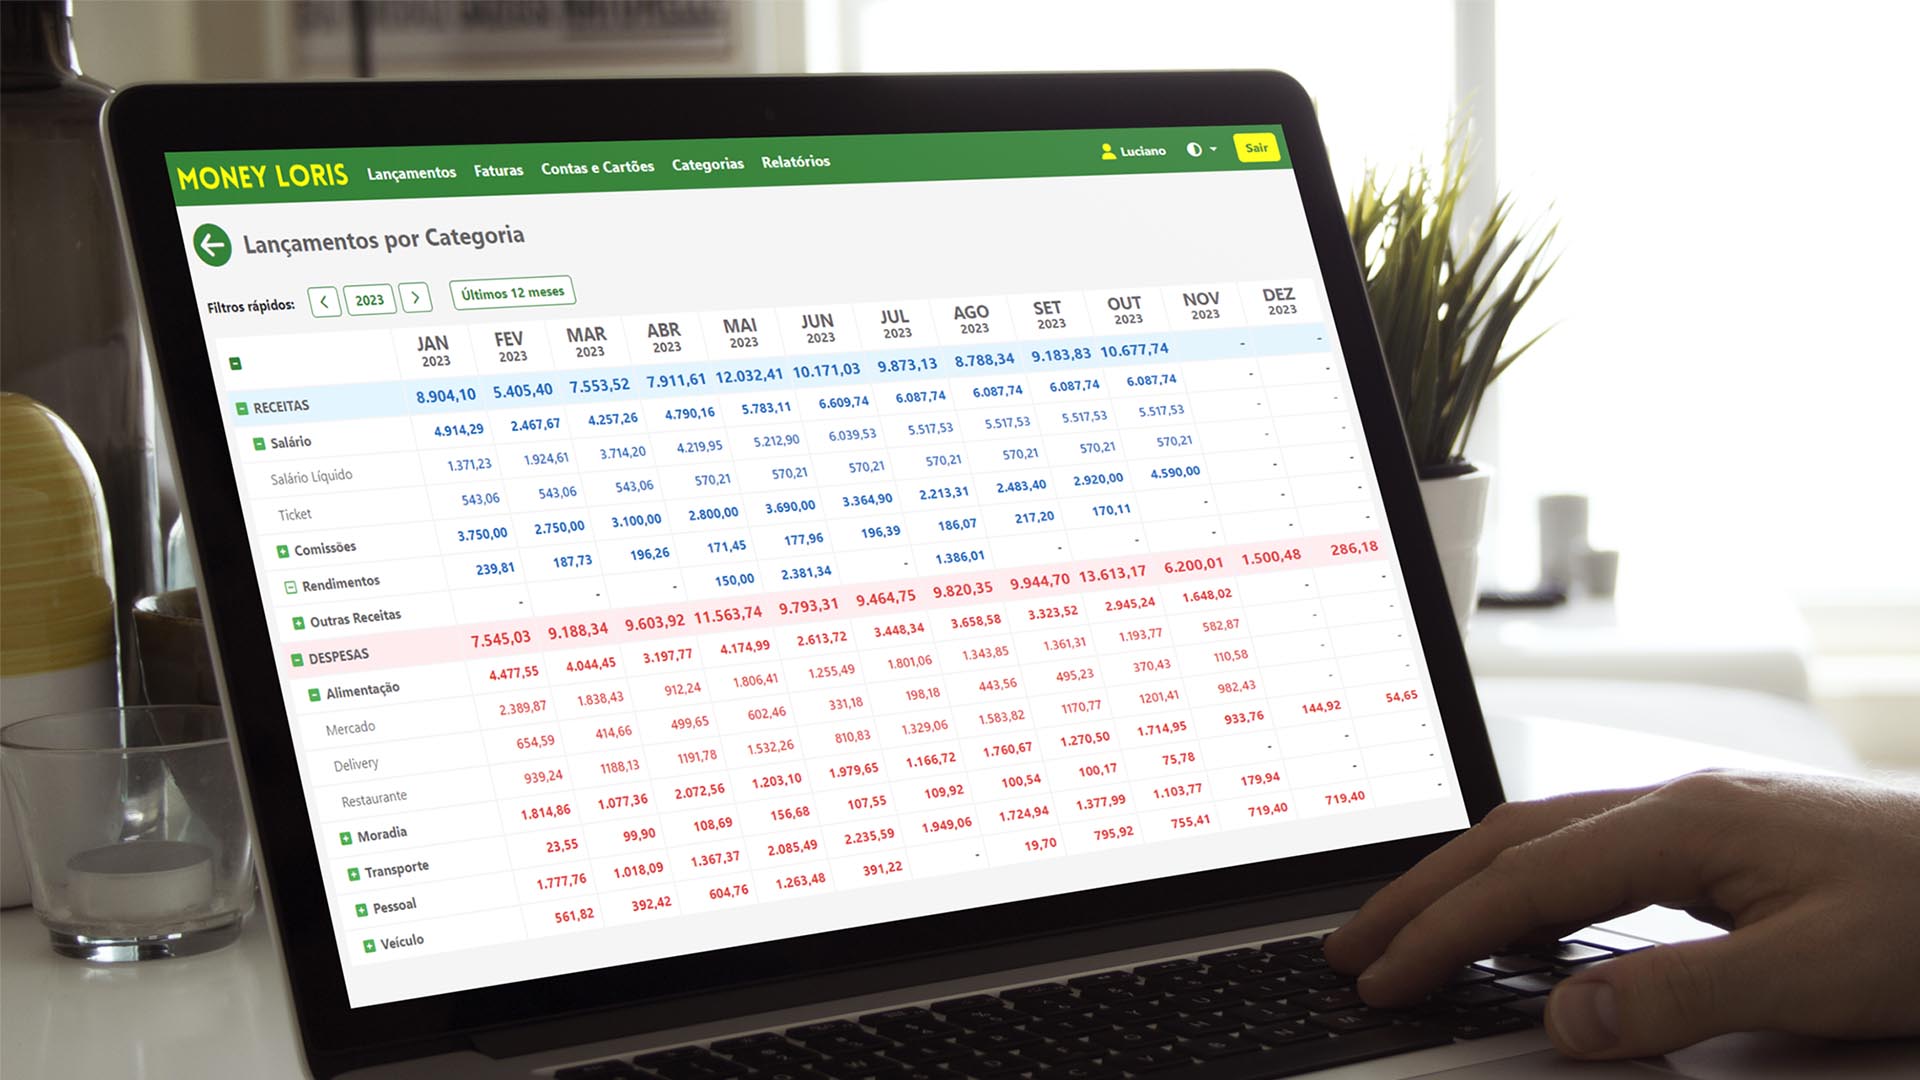 MONEY LORIS Lançamentos Faturas Contas e Cartões Categorias Relatórios Luciano Sair
Lançamentos por Categoria
Filtros rápidos: < 2023 > Últimos 12 meses
JAN FEV MAR ABR MAI JUN JUL AGO SET OUT NOV DEZ
2023 2023 2023 2023 2023 2023 2023 2023 2023 2023 2023 2023
RECEITAS 8.904,10 5.405,40 7.553,52 7.911,61 12.032,41 10.171,03 9.873,13 8.788,34 9.183,83 10.677,74 - -
Salário 4.914,29 2.467,67 4.257,26 4.790,16 5.783,11 6.609,74 6.087,74 6.087,74 6.087,74 6.087,74 - -
Salário Líquido 1.371,23 1.924,61 3.714,20 4.219,95 5.212,90 6.039,53 5.517,53 5.517,53 5.517,53 5.517,53 - -
Ticket 543,06 543,06 543,06 570,21 570,21 570,21 570,21 570,21 570,21 570,21 - -
Comissões 3.750,00 2.750,00 3.100,00 2.800,00 3.690,00 3.364,90 2.213,31 2.483,40 2.920,00 4.590,00 - -
Rendimentos 239,81 187,73 196,26 171,45 177,96 196,39 186,07 217,20 170,11 - - -
Outras Receitas - - - 150,00 2.381,34 - 1.386,01 - - - - -
DESPESAS 7.545,03 9.188,34 9.603,92 11.563,74 9.793,31 9.464,75 9.820,35 9.944,70 13.613,17 6.200,01 1.500,48 286,18
Alimentação 4.477,55 4.044,45 3.197,77 4.174,99 2.613,72 3.448,34 3.658,58 3.323,52 2.945,24 1.648,02 - -
Mercado 2.389,87 1.838,43 912,24 1.806,41 1.255,49 1.801,06 1.343,85 1.361,31 1.193,77 582,87 - -
Delivery 654,59 414,66 499,65 602,46 331,18 198,18 443,56 495,23 370,43 110,58 - -
Restaurante 939,24 1188,13 1191,78 1.532,26 810,83 1.329,06 1.583,82 1170,77 1201,41 982,43 - -
Moradia 1.814,86 1.077,36 2.072,56 1.203,10 1.979,65 1.166,72 1.760,67 1.270,50 1.714,95 933,76 144,92 54,65
Transporte 23,55 99,90 108,69 156,68 107,55 109,92 100,54 100,17 75,78 - - -
Pessoal 1.777,76 1.018,09 1.367,37 2.085,49 2.235,59 1.949,06 1.724,94 1.377,99 1.103,77 179,94 - -
Veículo 561,82 392,42 604,76 1.263,48 391,22 - 19,70 795,92 755,41 719,40 719,40 -